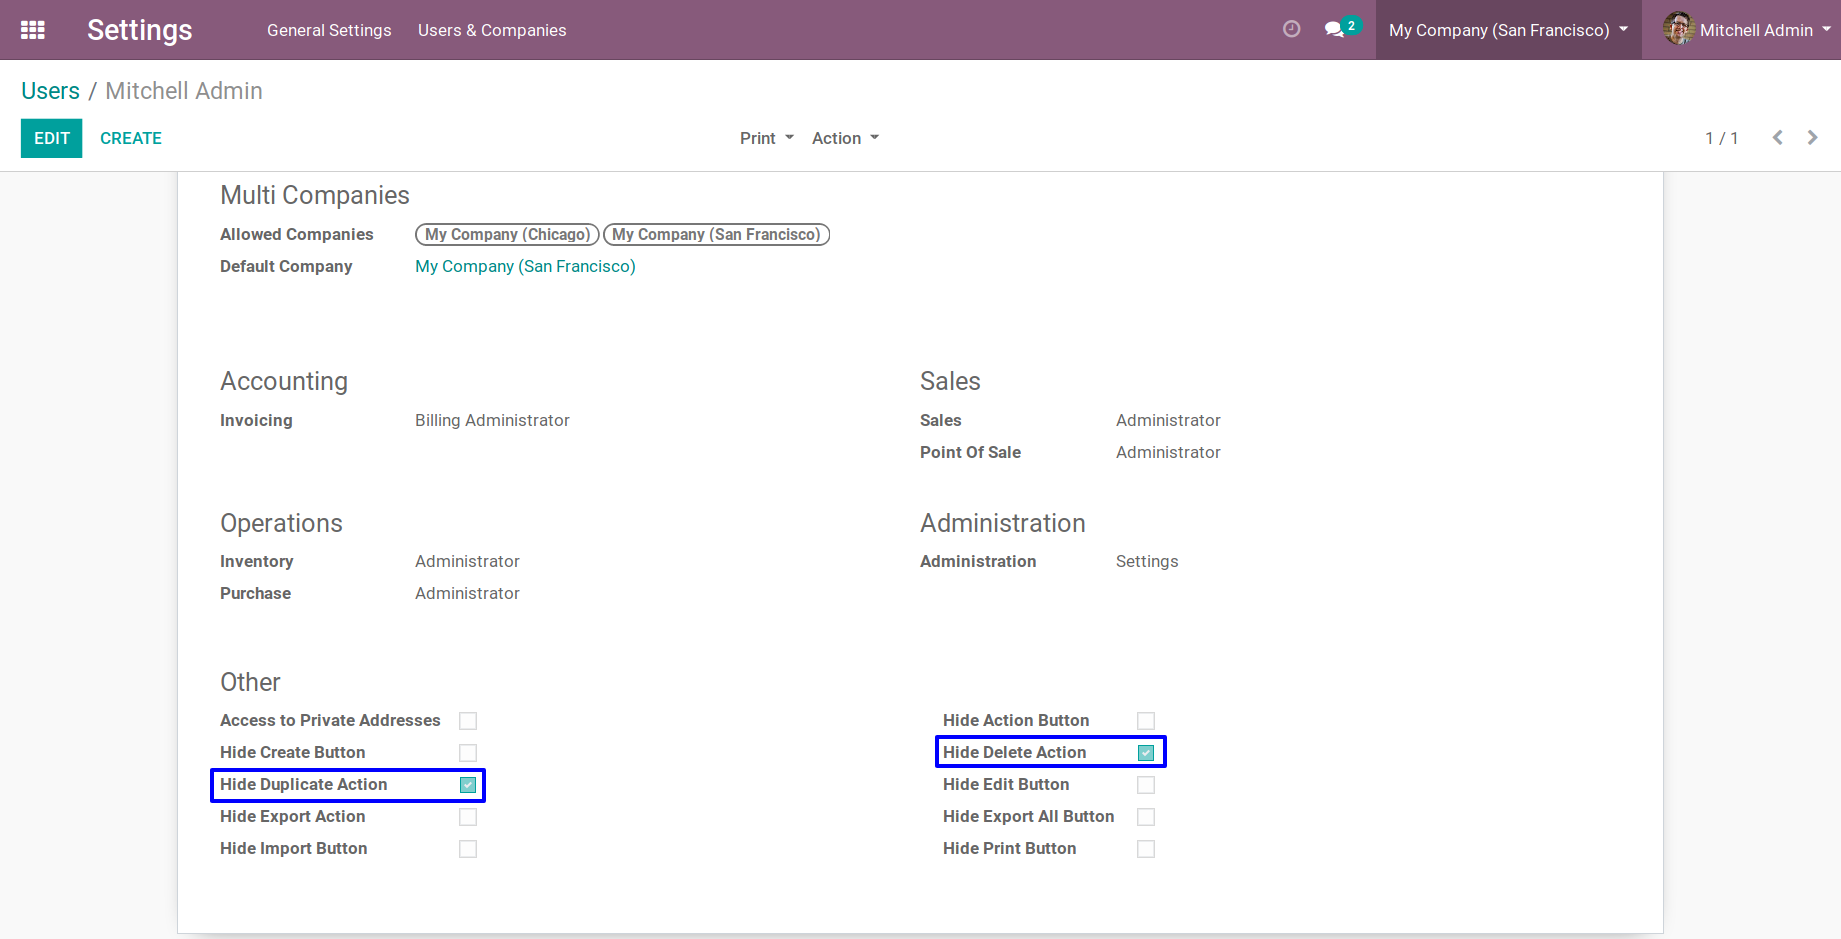 Settings General Settings Users & Companies 2 My Company (San Francisco) Mitchell Admin
Users / Mitchell Admin
EDIT CREATE Print Action 1 / 1
Multi Companies
Allowed Companies My Company (Chicago) My Company (San Francisco)
Default Company My Company (San Francisco)
Accounting Sales
Invoicing Billing Administrator Sales Administrator
Point Of Sale Administrator
Operations Administration
Inventory Administrator Administration Settings
Purchase Administrator
Other
Access to Private Addresses Hide Action Button
Hide Create Button Hide Delete Action
Hide Duplicate Action Hide Edit Button
Hide Export Action Hide Export All Button
Hide Import Button Hide Print Button